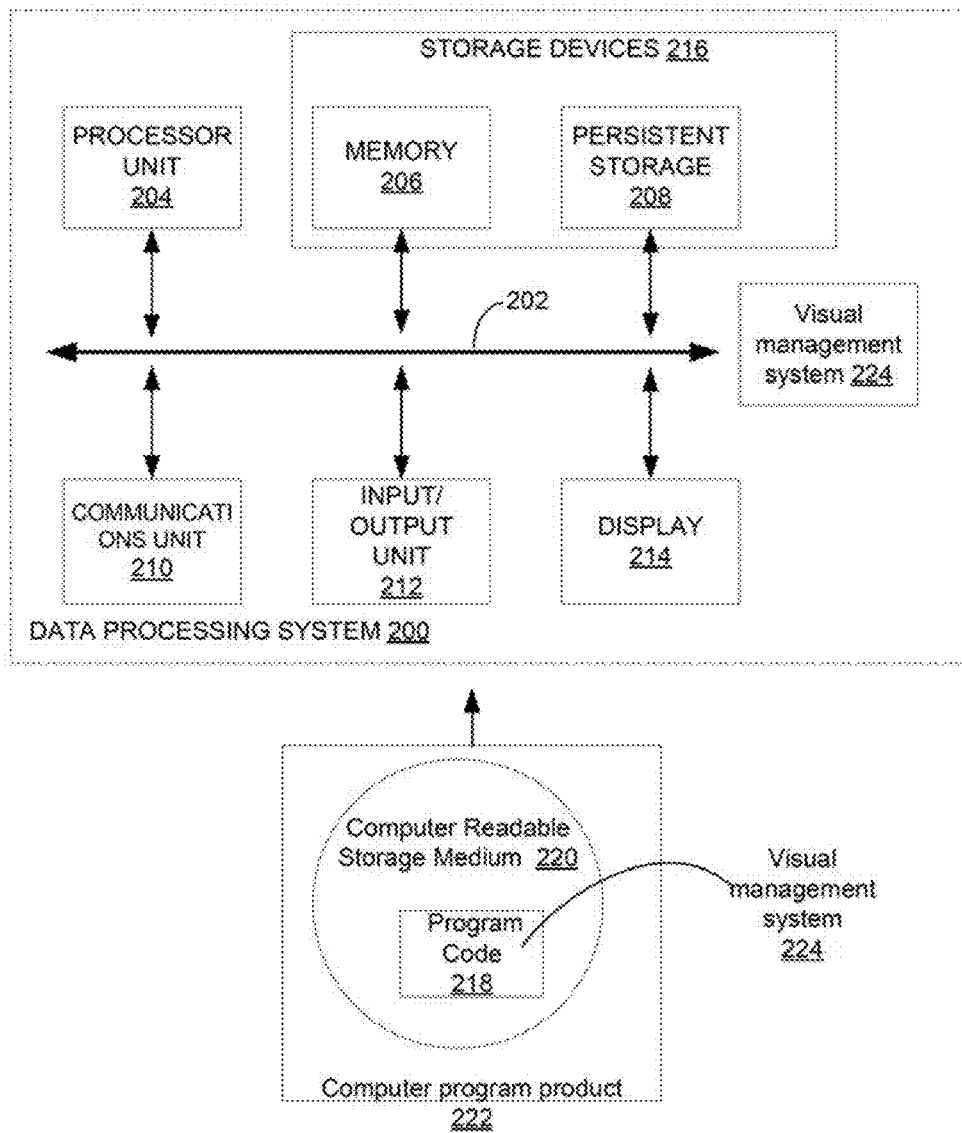 STORAGE DEVICES 216
PROCESSOR
UNIT
204
MEMORY
206
PERSISTENT
STORAGE
208
202
Visual
management
system 224
COMMUNICATI
ONS UNIT
210
INPUT/
OUTPUT
UNIT
212
DISPLAY
214
DATA PROCESSING SYSTEM 200
Computer Readable
Storage Medium 220
Program
Code
218
Visual
management
system
224
Computer program product
222